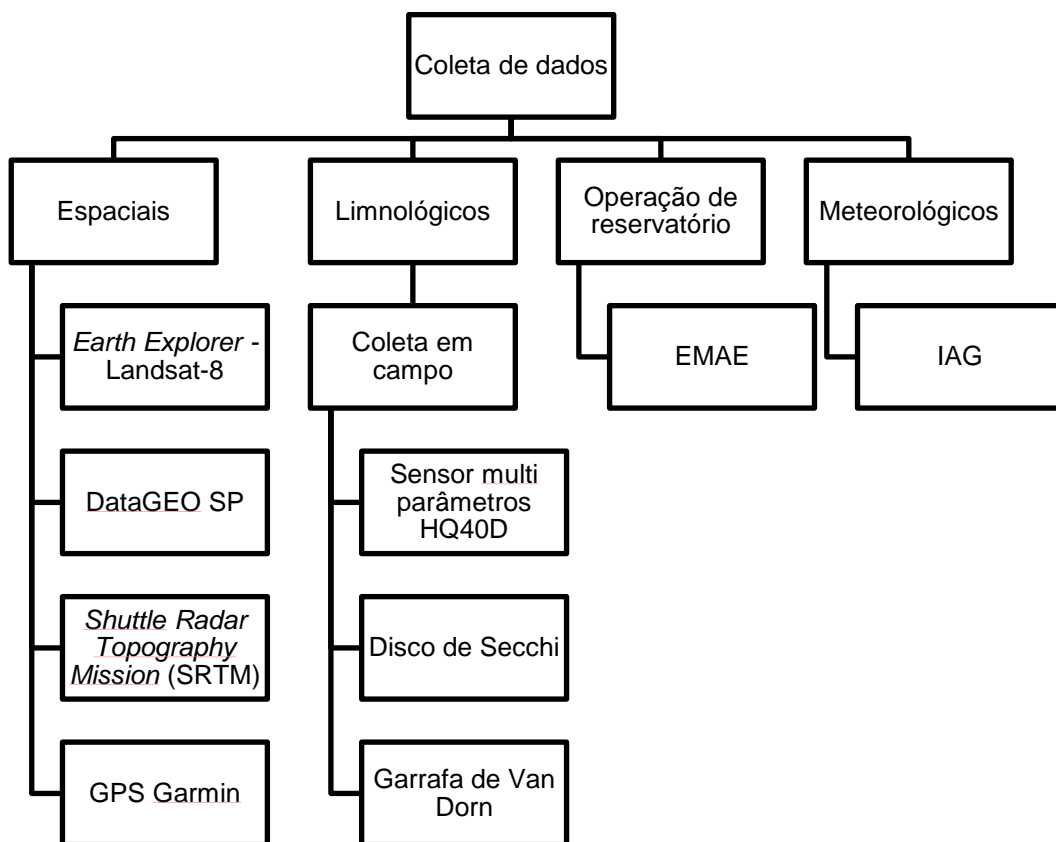 Coleta de dados
Espaciais
Limnológicos
Operação de
reservatório
Meteorológicos
Earth Explorer -
Landsat-8
Coleta em
campo
EMAE
IAG
DataGEO SP
Sensor multi
parâmetros
HQ40D
Shuttle Radar
Topography
Mission (SRTM)
Disco de Secchi
GPS Garmin
Garrafa de Van
Dorn